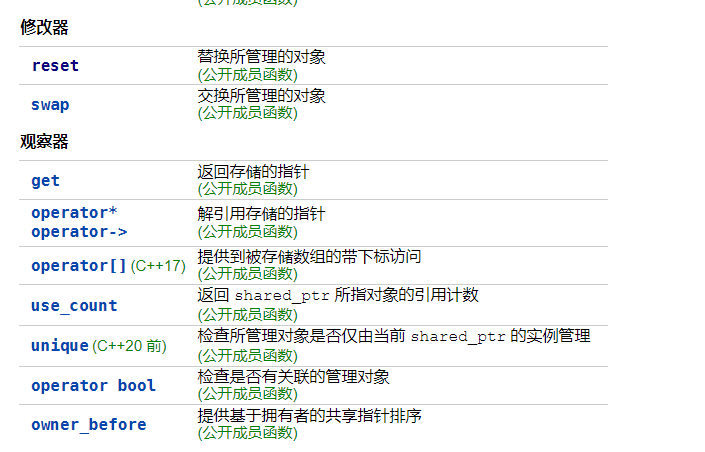 (公开成员函数)
修改器
reset
替换所管理的对象
(公开成员函数)
swap
交换所管理的对象
(公开成员函数)
观察器
get
返回存储的指针
(公开成员函数)
operator*
operator->
解引用存储的指针
(公开成员函数)
operator[] (C++17)
提供到被存储数组的带下标访问
(公开成员函数)
use_count
返回 shared_ptr 所指对象的引用计数
(公开成员函数)
unique (C++20 前)
检查所管理对象是否仅由当前 shared_ptr 的实例管理
(公开成员函数)
operator bool
检查是否有关联的管理对象
(公开成员函数)
owner_before
提供基于拥有者的共享指针排序
(公开成员函数)